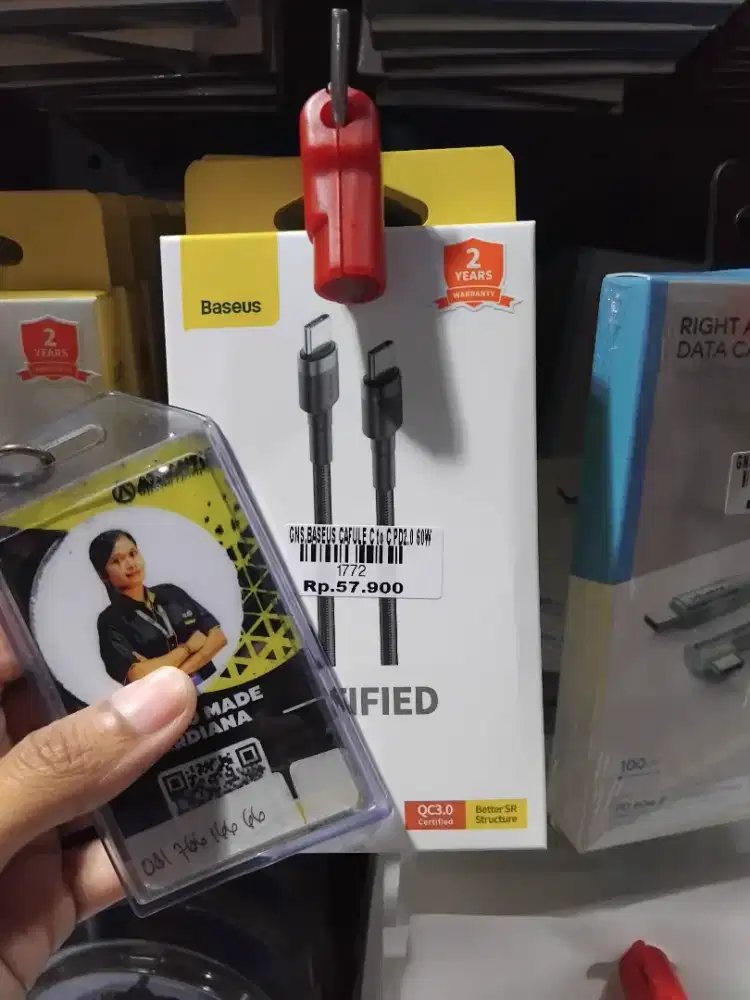 2
YEARS
WARRANTY
Baseus
2
YEARS
RIGHT A
DATA CA
GNS,BASEUS CAFULE C to C PD2.0 60W
1772
Rp.57.900
IFIED
MADE
RDIANA
QC3.0
Certified
Better SR
Structure
100